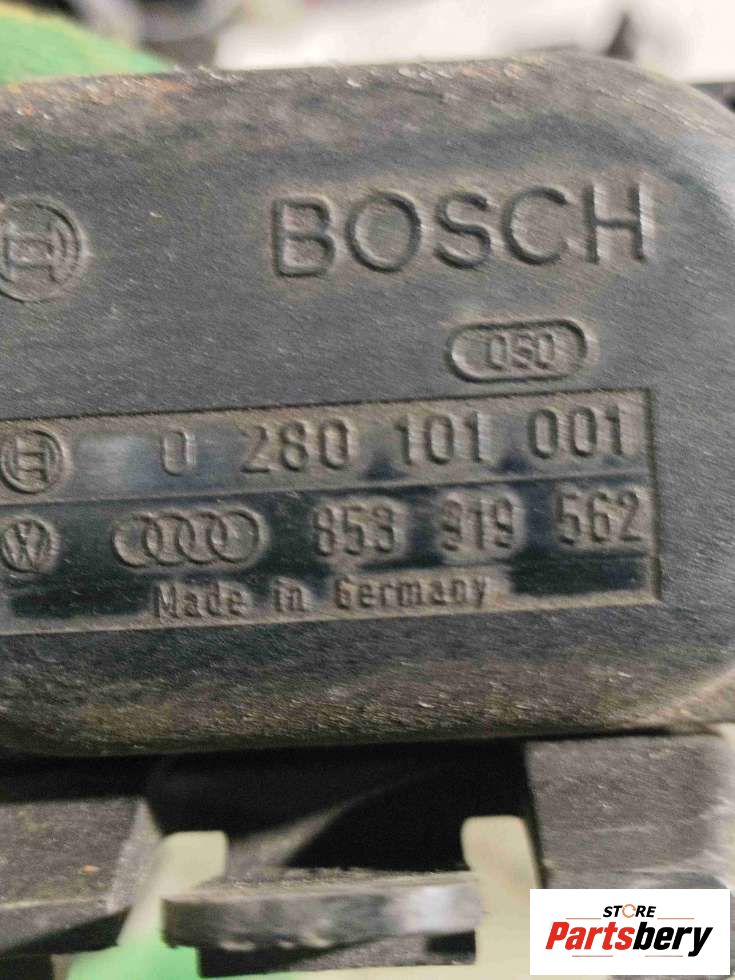 BOSCH
050
0 280 101 001
853 919 562
Made in Germany
STORE
Partsbery